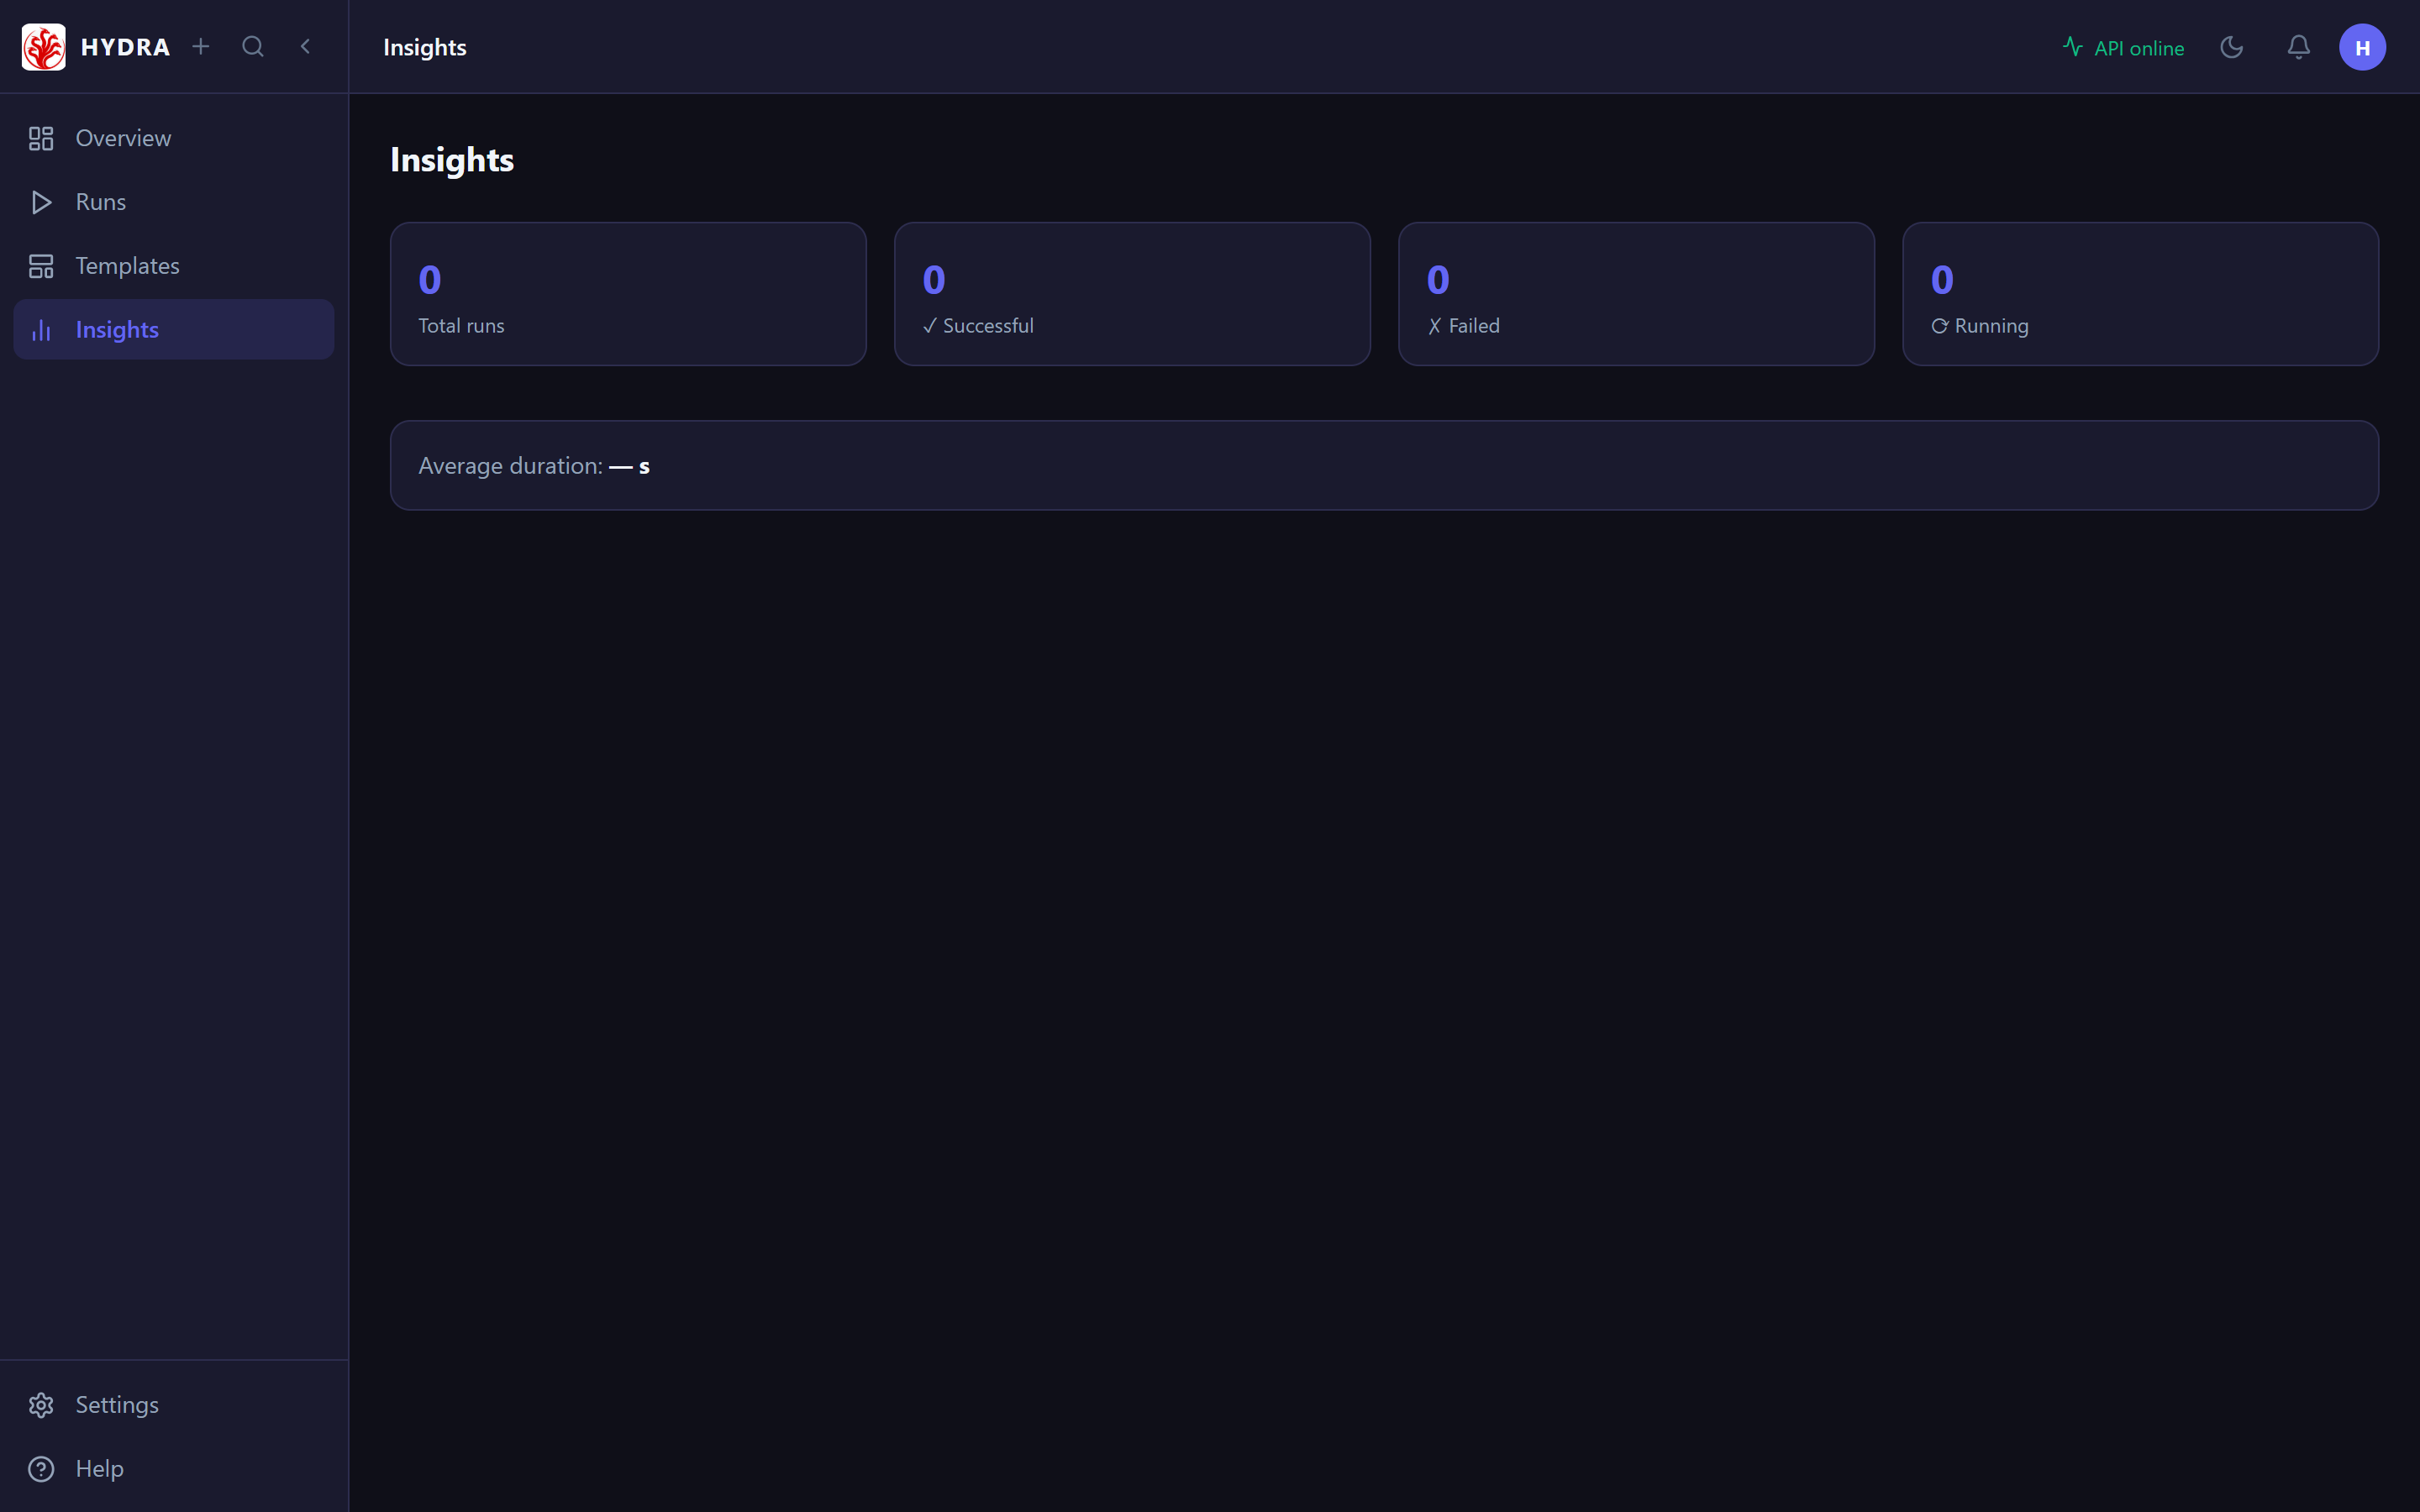 HYDRA
Insights
API online
H
Overview
Runs
Templates
Insights
Settings
Help
Insights
0
Total runs
0
✓ Successful
0
✗ Failed
0
⟳ Running
Average duration: — s